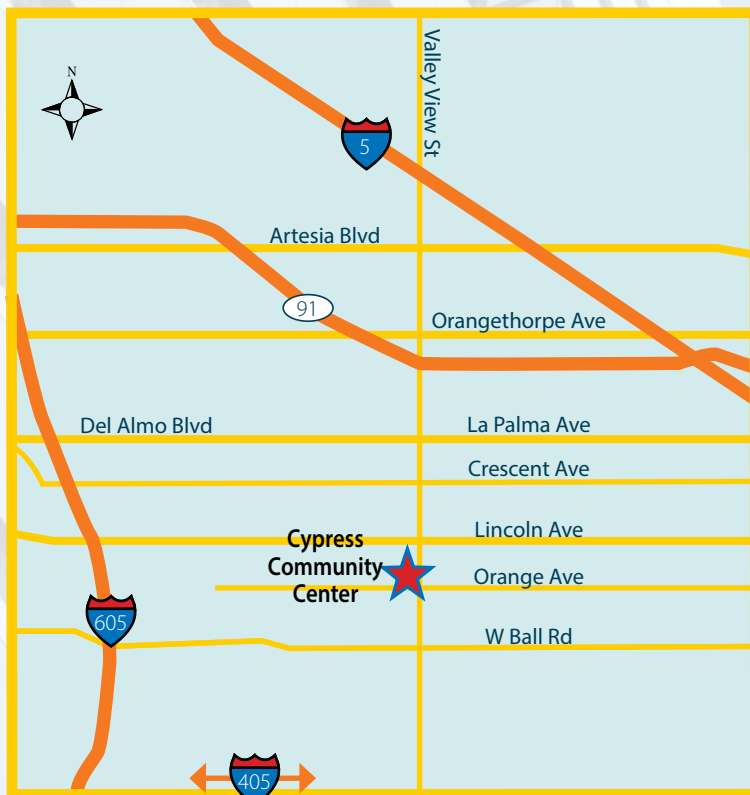 N
Valley View St
5
Artesia Blvd
91
Orangethorpe Ave
Del Almo Blvd
La Palma Ave
Crescent Ave
Lincoln Ave
Cypress
Community
Center
Orange Ave
605
W Ball Rd
405